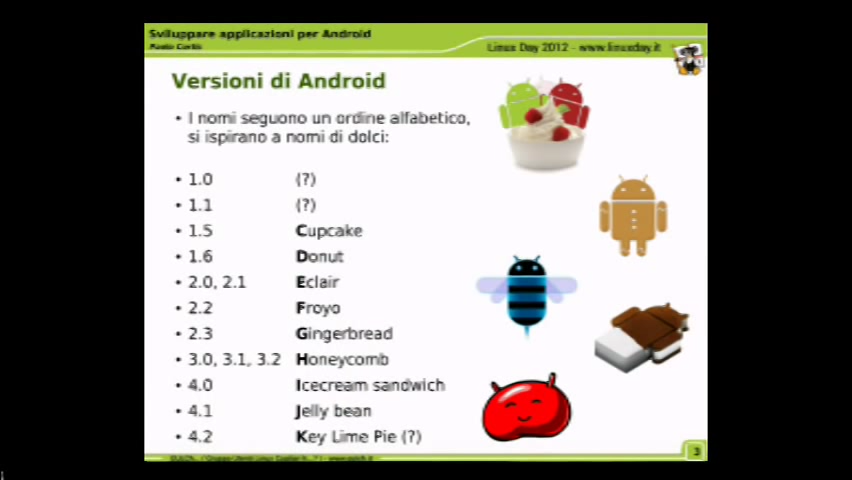 Sviluppare applicazioni per Android
Linux Day 2012 - www.linuxday.it
Versioni di Android
• I nomi seguono un ordine alfabetico,
si ispirano a nomi di dolci:
• 1.0 (?)
• 1.1 (?)
• 1.5 Cupcake
• 1.6 Donut
• 2.0, 2.1 Eclair
• 2.2 Froyo
• 2.3 Gingerbread
• 3.0, 3.1, 3.2 Honeycomb
• 4.0 Icecream sandwich
• 4.1 Jelly bean
• 4.2 Key Lime Pie (?)
3